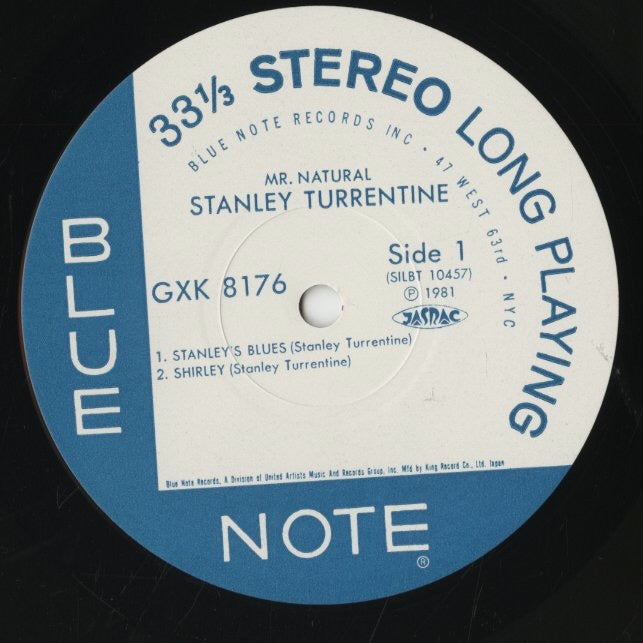 33⅓ STEREO LONG PLAYING
BLUE NOTE RECORDS INC • 47 WEST 63rd • NYC
MR. NATURAL
STANLEY TURRENTINE
Side 1
GXK 8176
(SILBT 10457)
Ⓟ 1981
JASRAC
1. STANLEY'S BLUES (Stanley Turrentine)
2. SHIRLEY (Stanley Turrentine)
Blue Note Records, A Division of United Artists Music And Records Group, Inc. Mfd by King Record Co., Ltd. Japan
BLUE
NOTE®